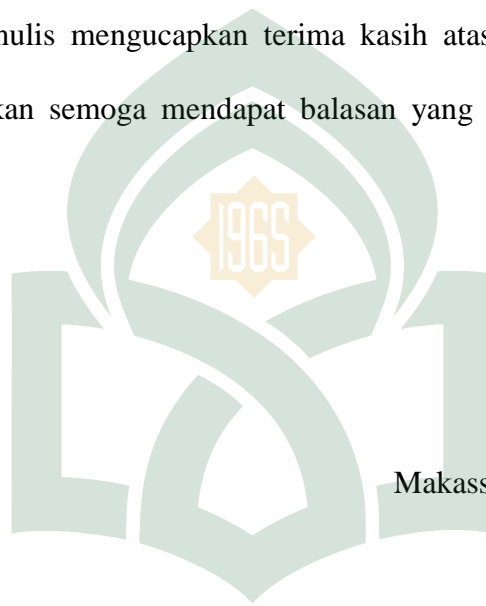 nulis mengucapkan terima kasih atas
kan semoga mendapat balasan yang
1965
Makass